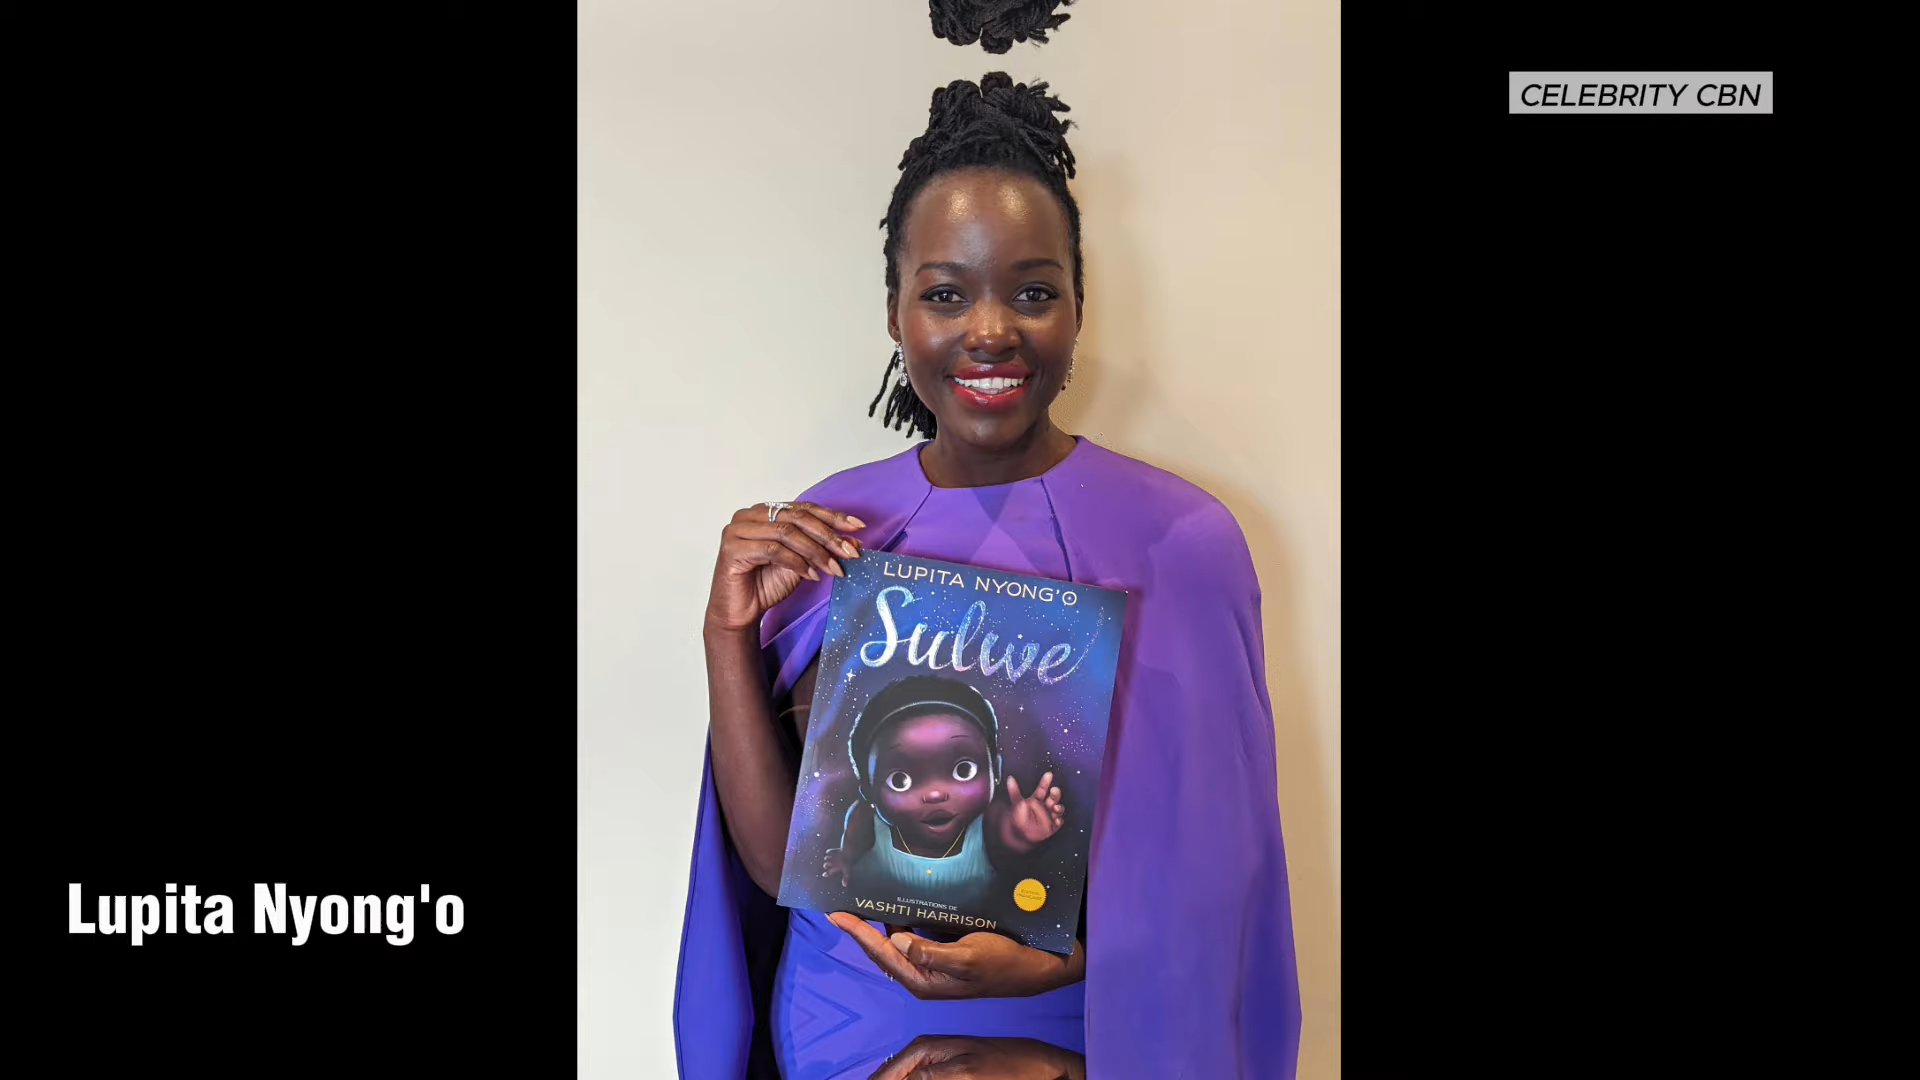 CELEBRITY CBN
LUPITA NYONG'O
Sulwe
ILLUSTRATIONS DE
VASHTI HARRISON
Lupita Nyong'o